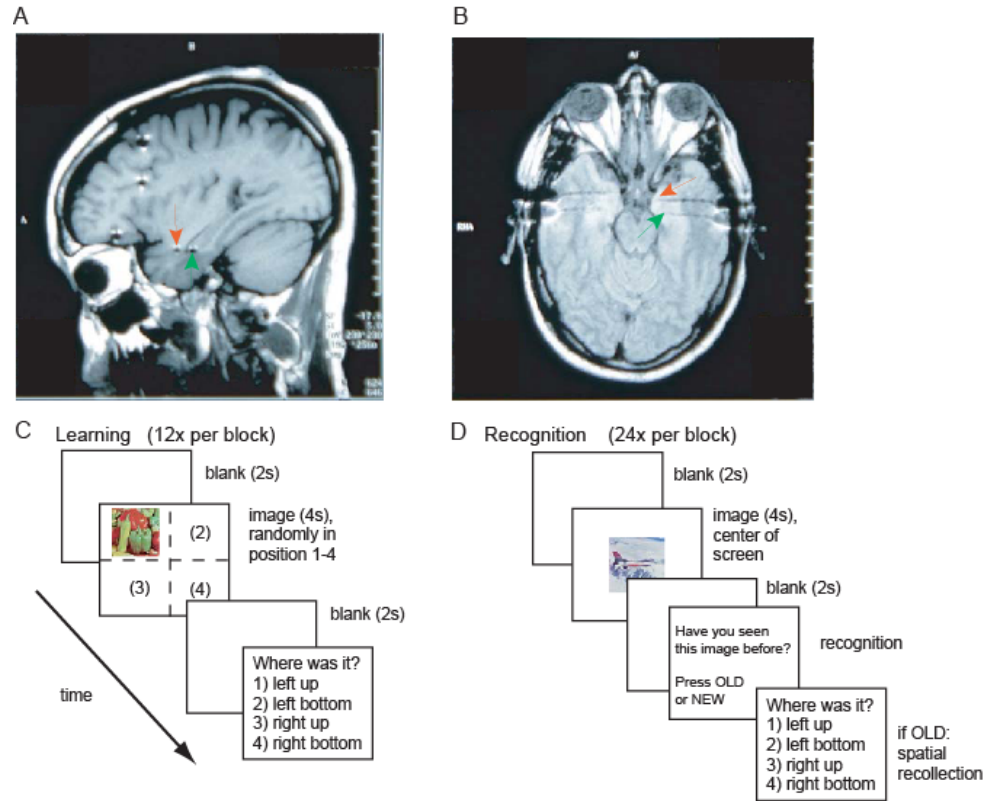 A
B
A
RHA
C Learning (12x per block)
blank (2s)
image (4s),
randomly in
position 1-4
(2)
(3)
(4)
blank (2s)
Where was it?
1) left up
2) left bottom
3) right up
4) right bottom
time
D Recognition (24x per block)
blank (2s)
image (4s),
center of
screen
blank (2s)
Have you seen
this image before?
Press OLD
or NEW
recognition
Where was it?
1) left up
2) left bottom
3) right up
4) right bottom
if OLD:
spatial
recollection